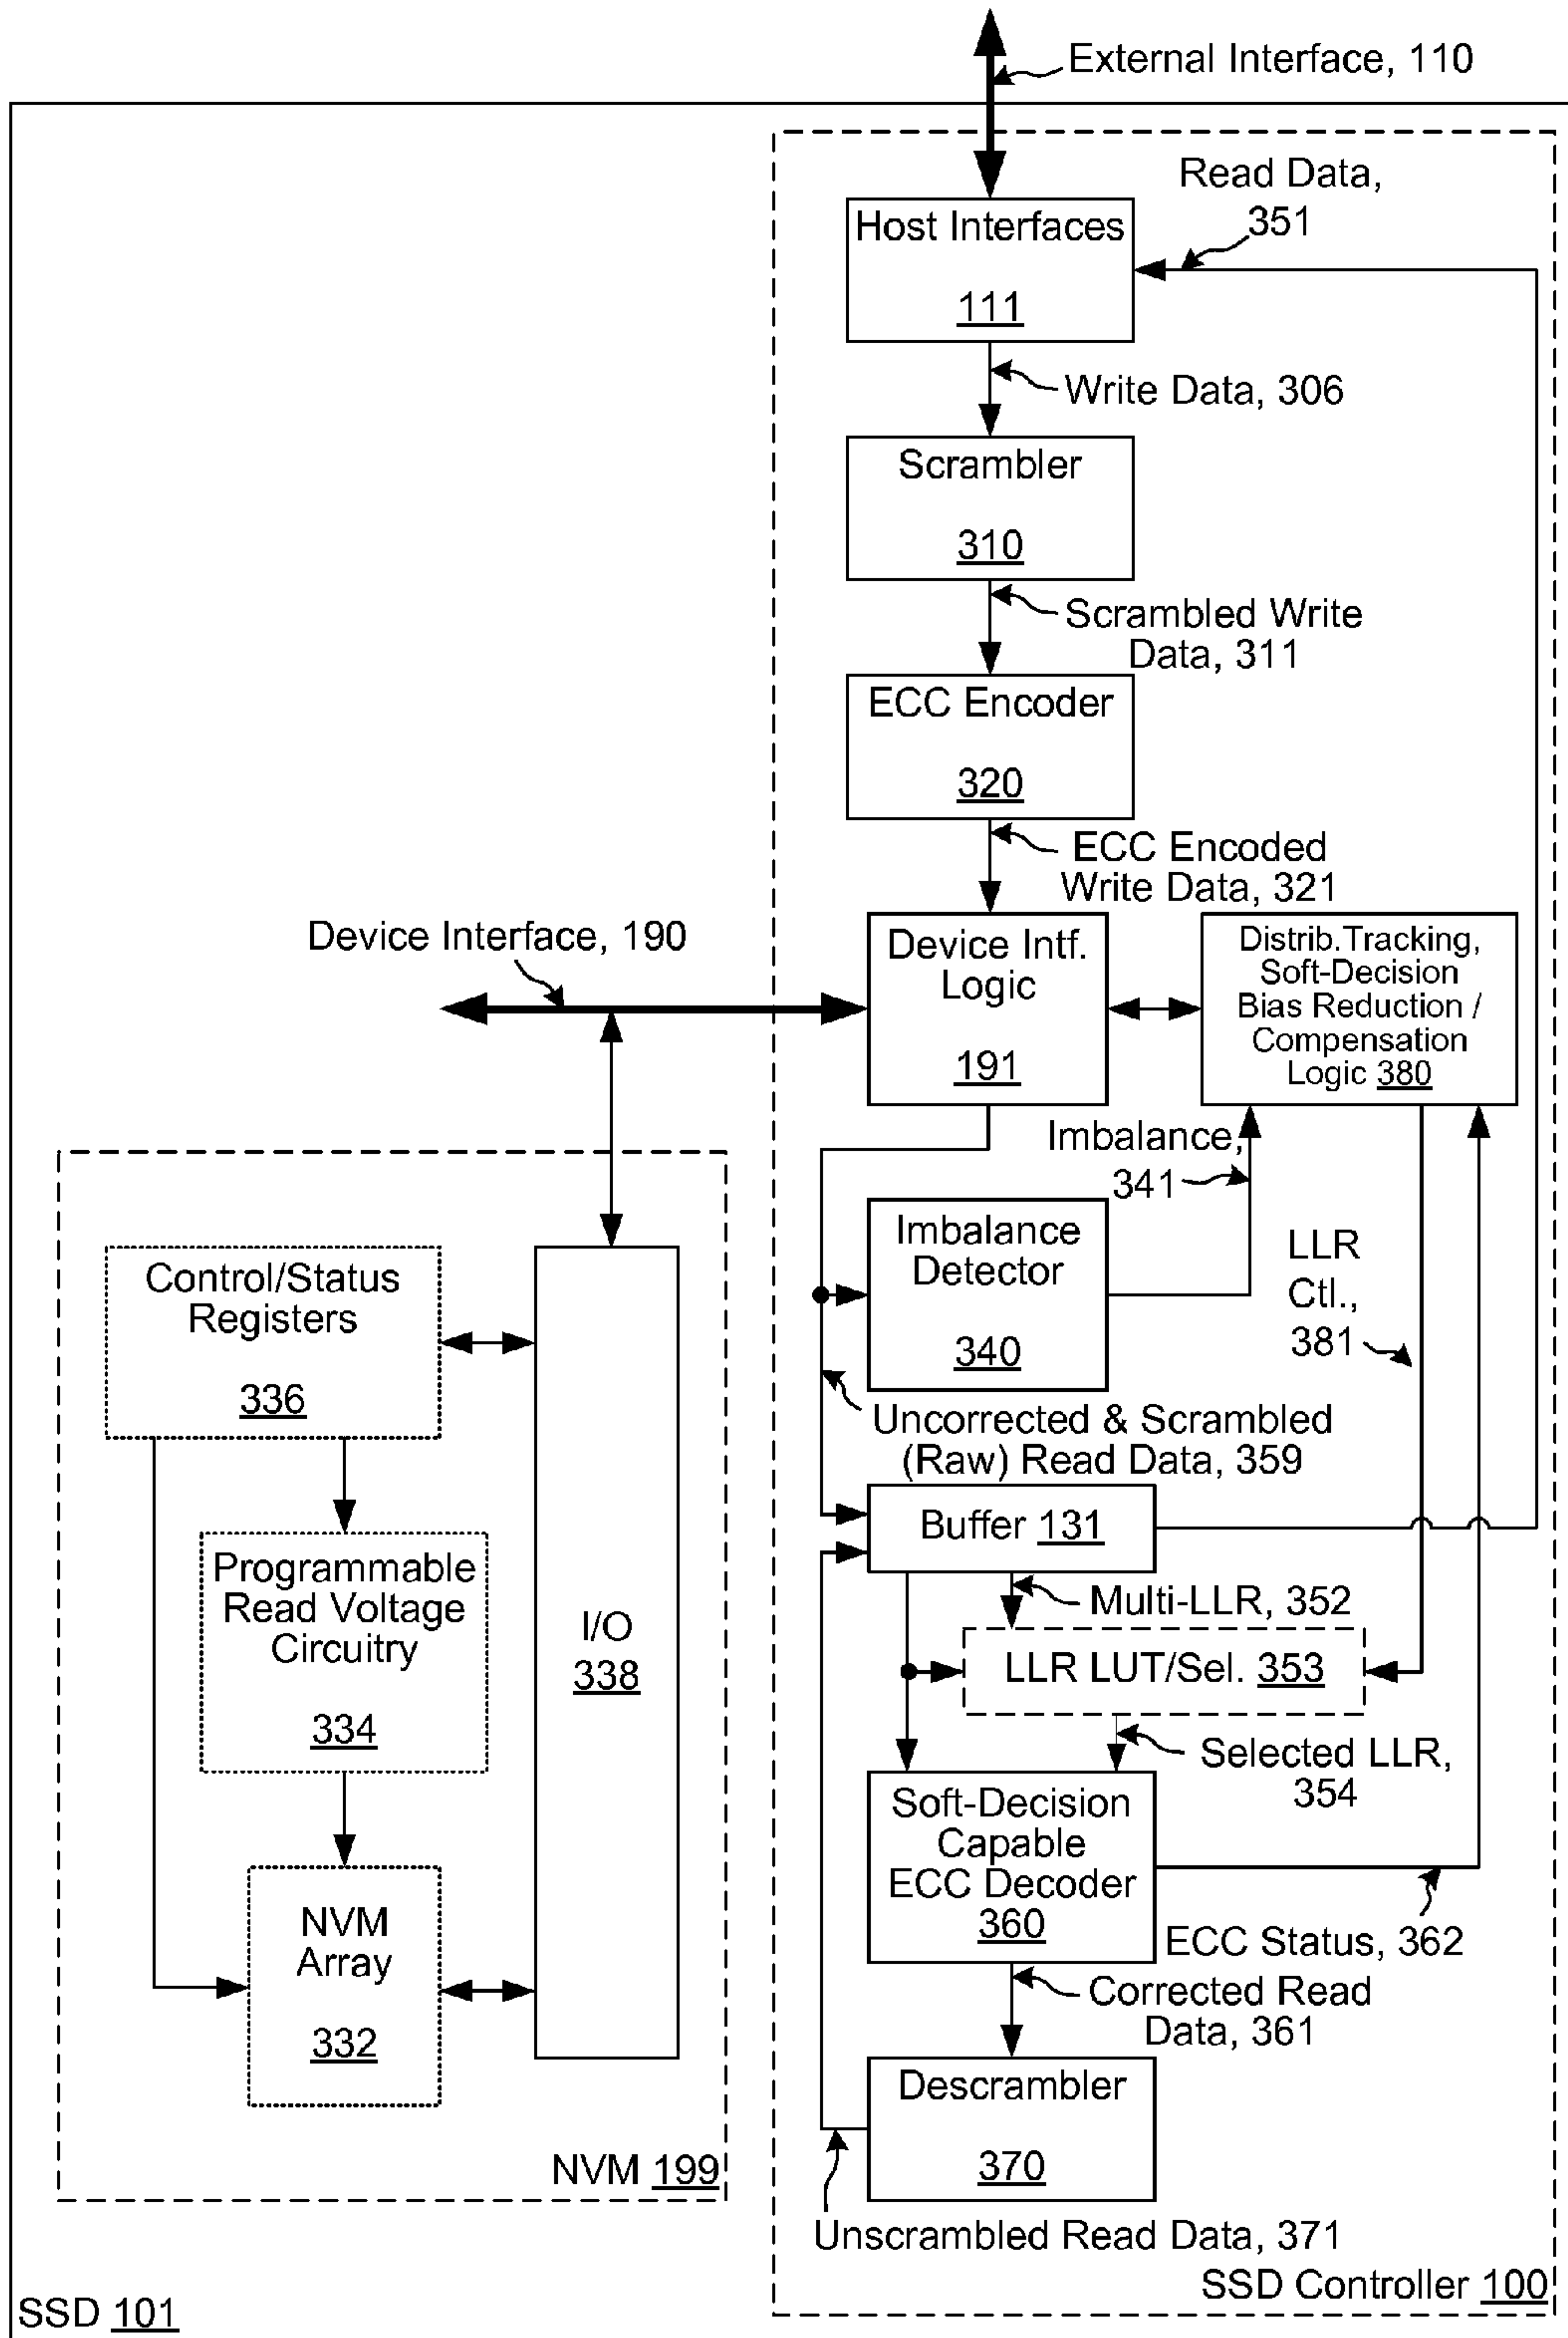 External Interface, 110
Read Data,
351
Host Interfaces
111
Write Data, 306
Scrambler
310
Scrambled Write
Data, 311
ECC Encoder
320
ECC Encoded
Write Data, 321
Device Interface, 190
Device Intf.
Logic
191
Distrib.Tracking,
Soft-Decision
Bias Reduction /
Compensation
Logic 380
Imbalance,
341
Imbalance
Detector
340
LLR
Ctl.,
381
Control/Status
Registers
336
Uncorrected & Scrambled
(Raw) Read Data, 359
Buffer 131
Programmable
Read Voltage
Circuitry
334
I/O
338
Multi-LLR, 352
LLR LUT/Sel. 353
Selected LLR,
354
Soft-Decision
Capable
ECC Decoder
360
NVM
Array
332
ECC Status, 362
Corrected Read
Data, 361
Descrambler
370
NVM 199
Unscrambled Read Data, 371
SSD Controller 100
SSD 101